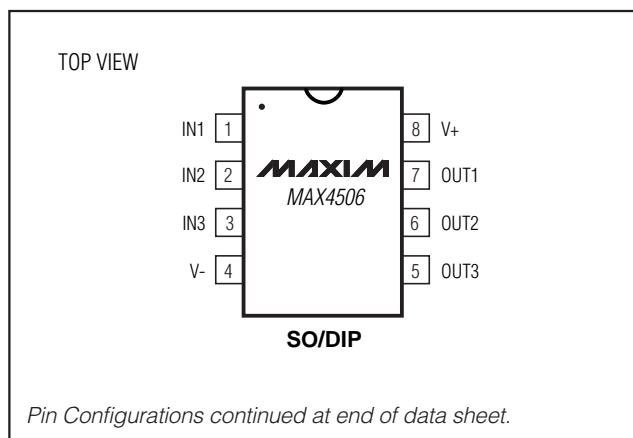 TOP VIEW
IN1 1 8 V+
IN2 2 MAXIM 7 OUT1
MAX4506
IN3 3 6 OUT2
V- 4 5 OUT3
SO/DIP
Pin Configurations continued at end of data sheet.